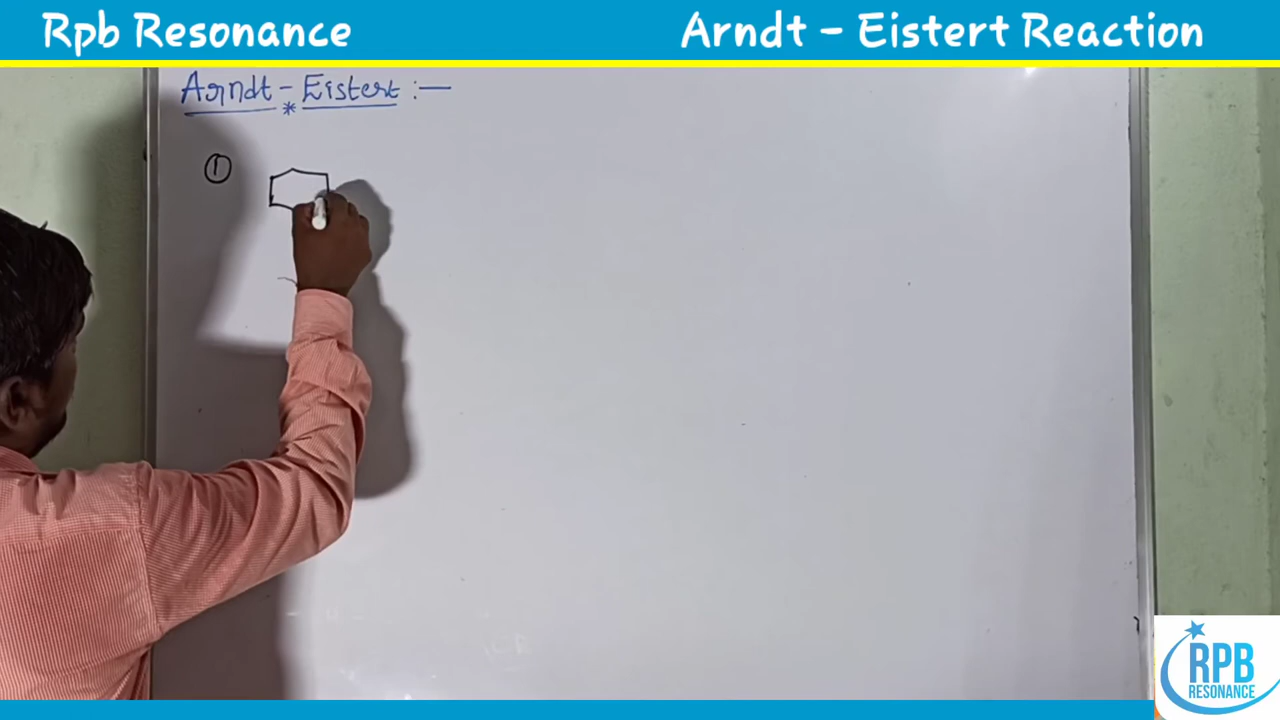 Rpb Resonance
Arndt - Eistert Reaction
Arndt - Eistert :-
*
①
RPB
RESONANCE